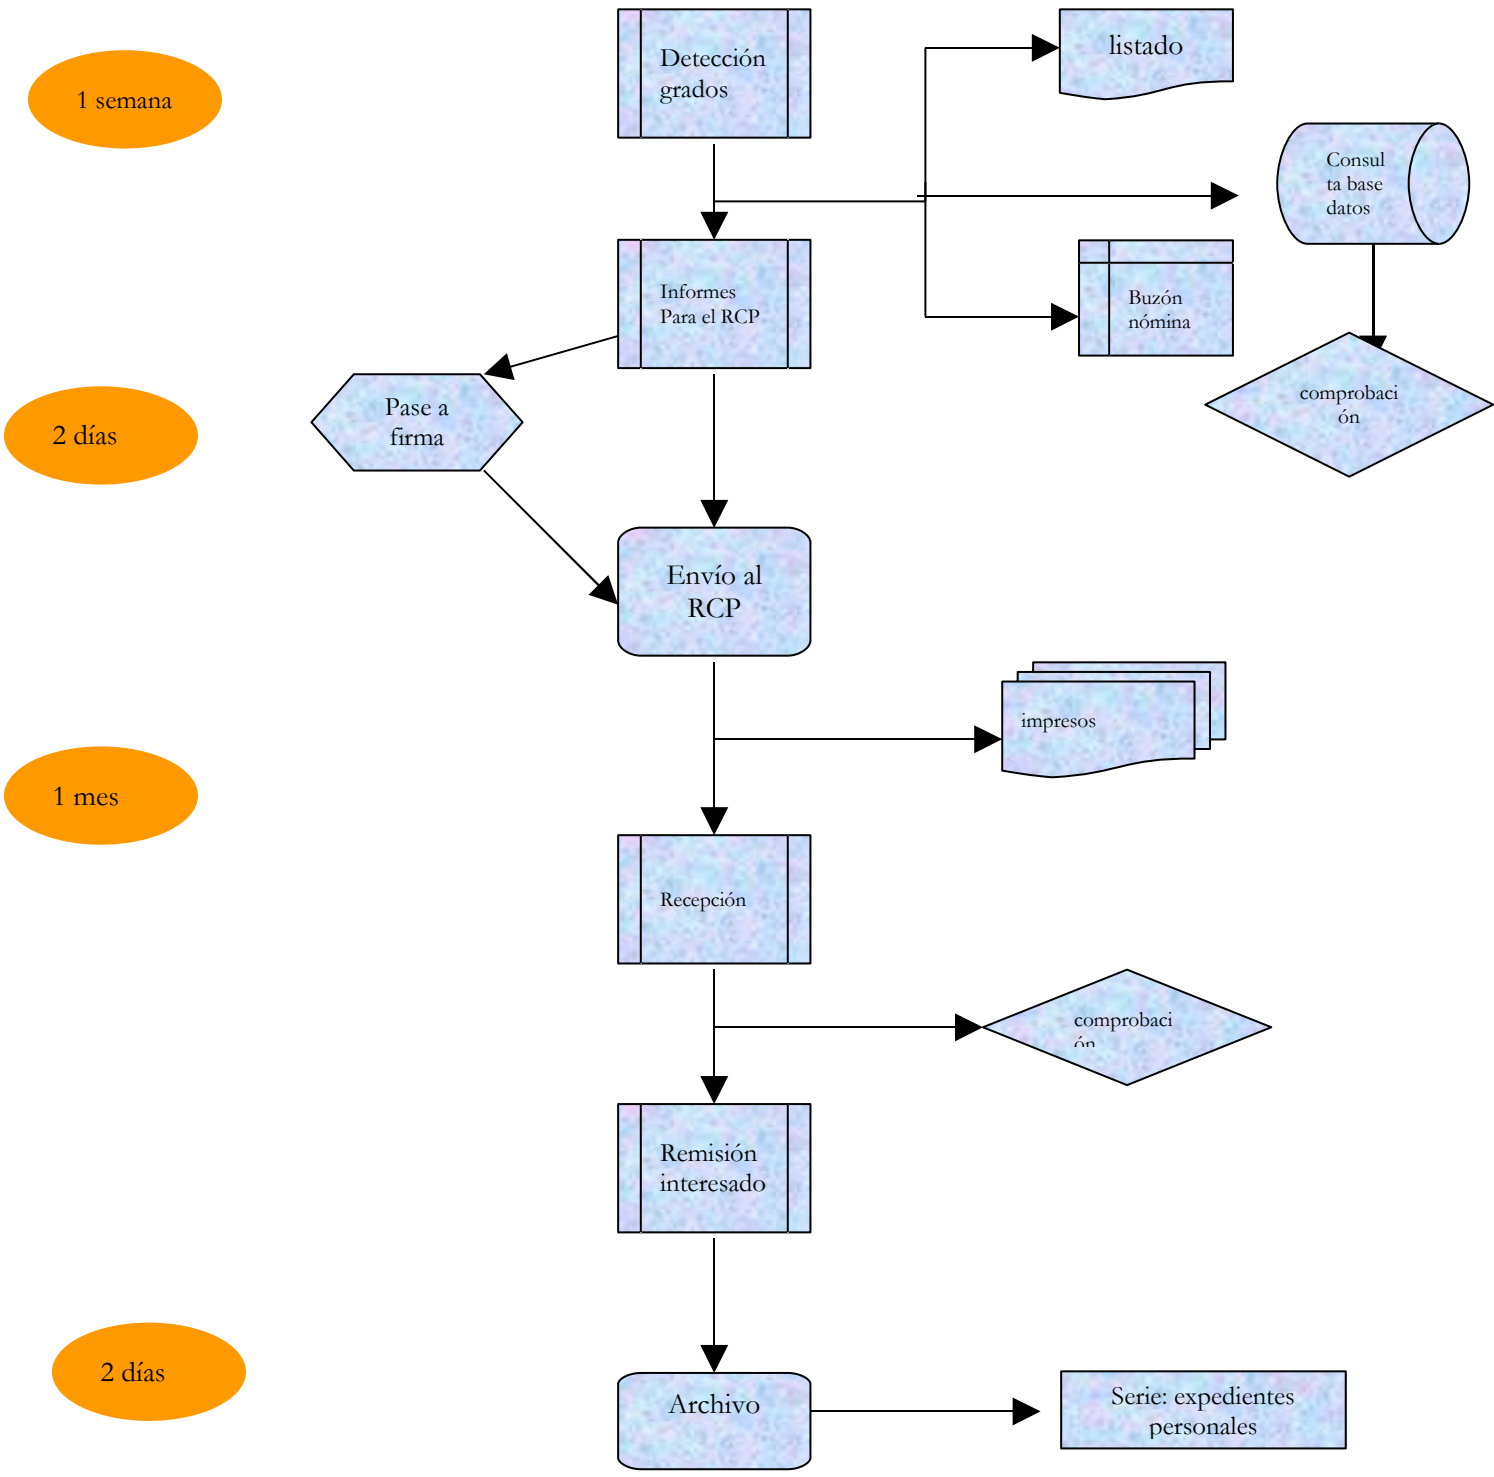 1 semana
Detección
grados
listado
Consul
ta base
datos
Informes
Para el RCP
Buzón
nómina
Pase a
firma
2 días
comprobaci
ón
Envío al
RCP
impresos
1 mes
Recepción
comprobaci
ón
Remisión
interesado
2 días
Archivo
Serie: expedientes
personales